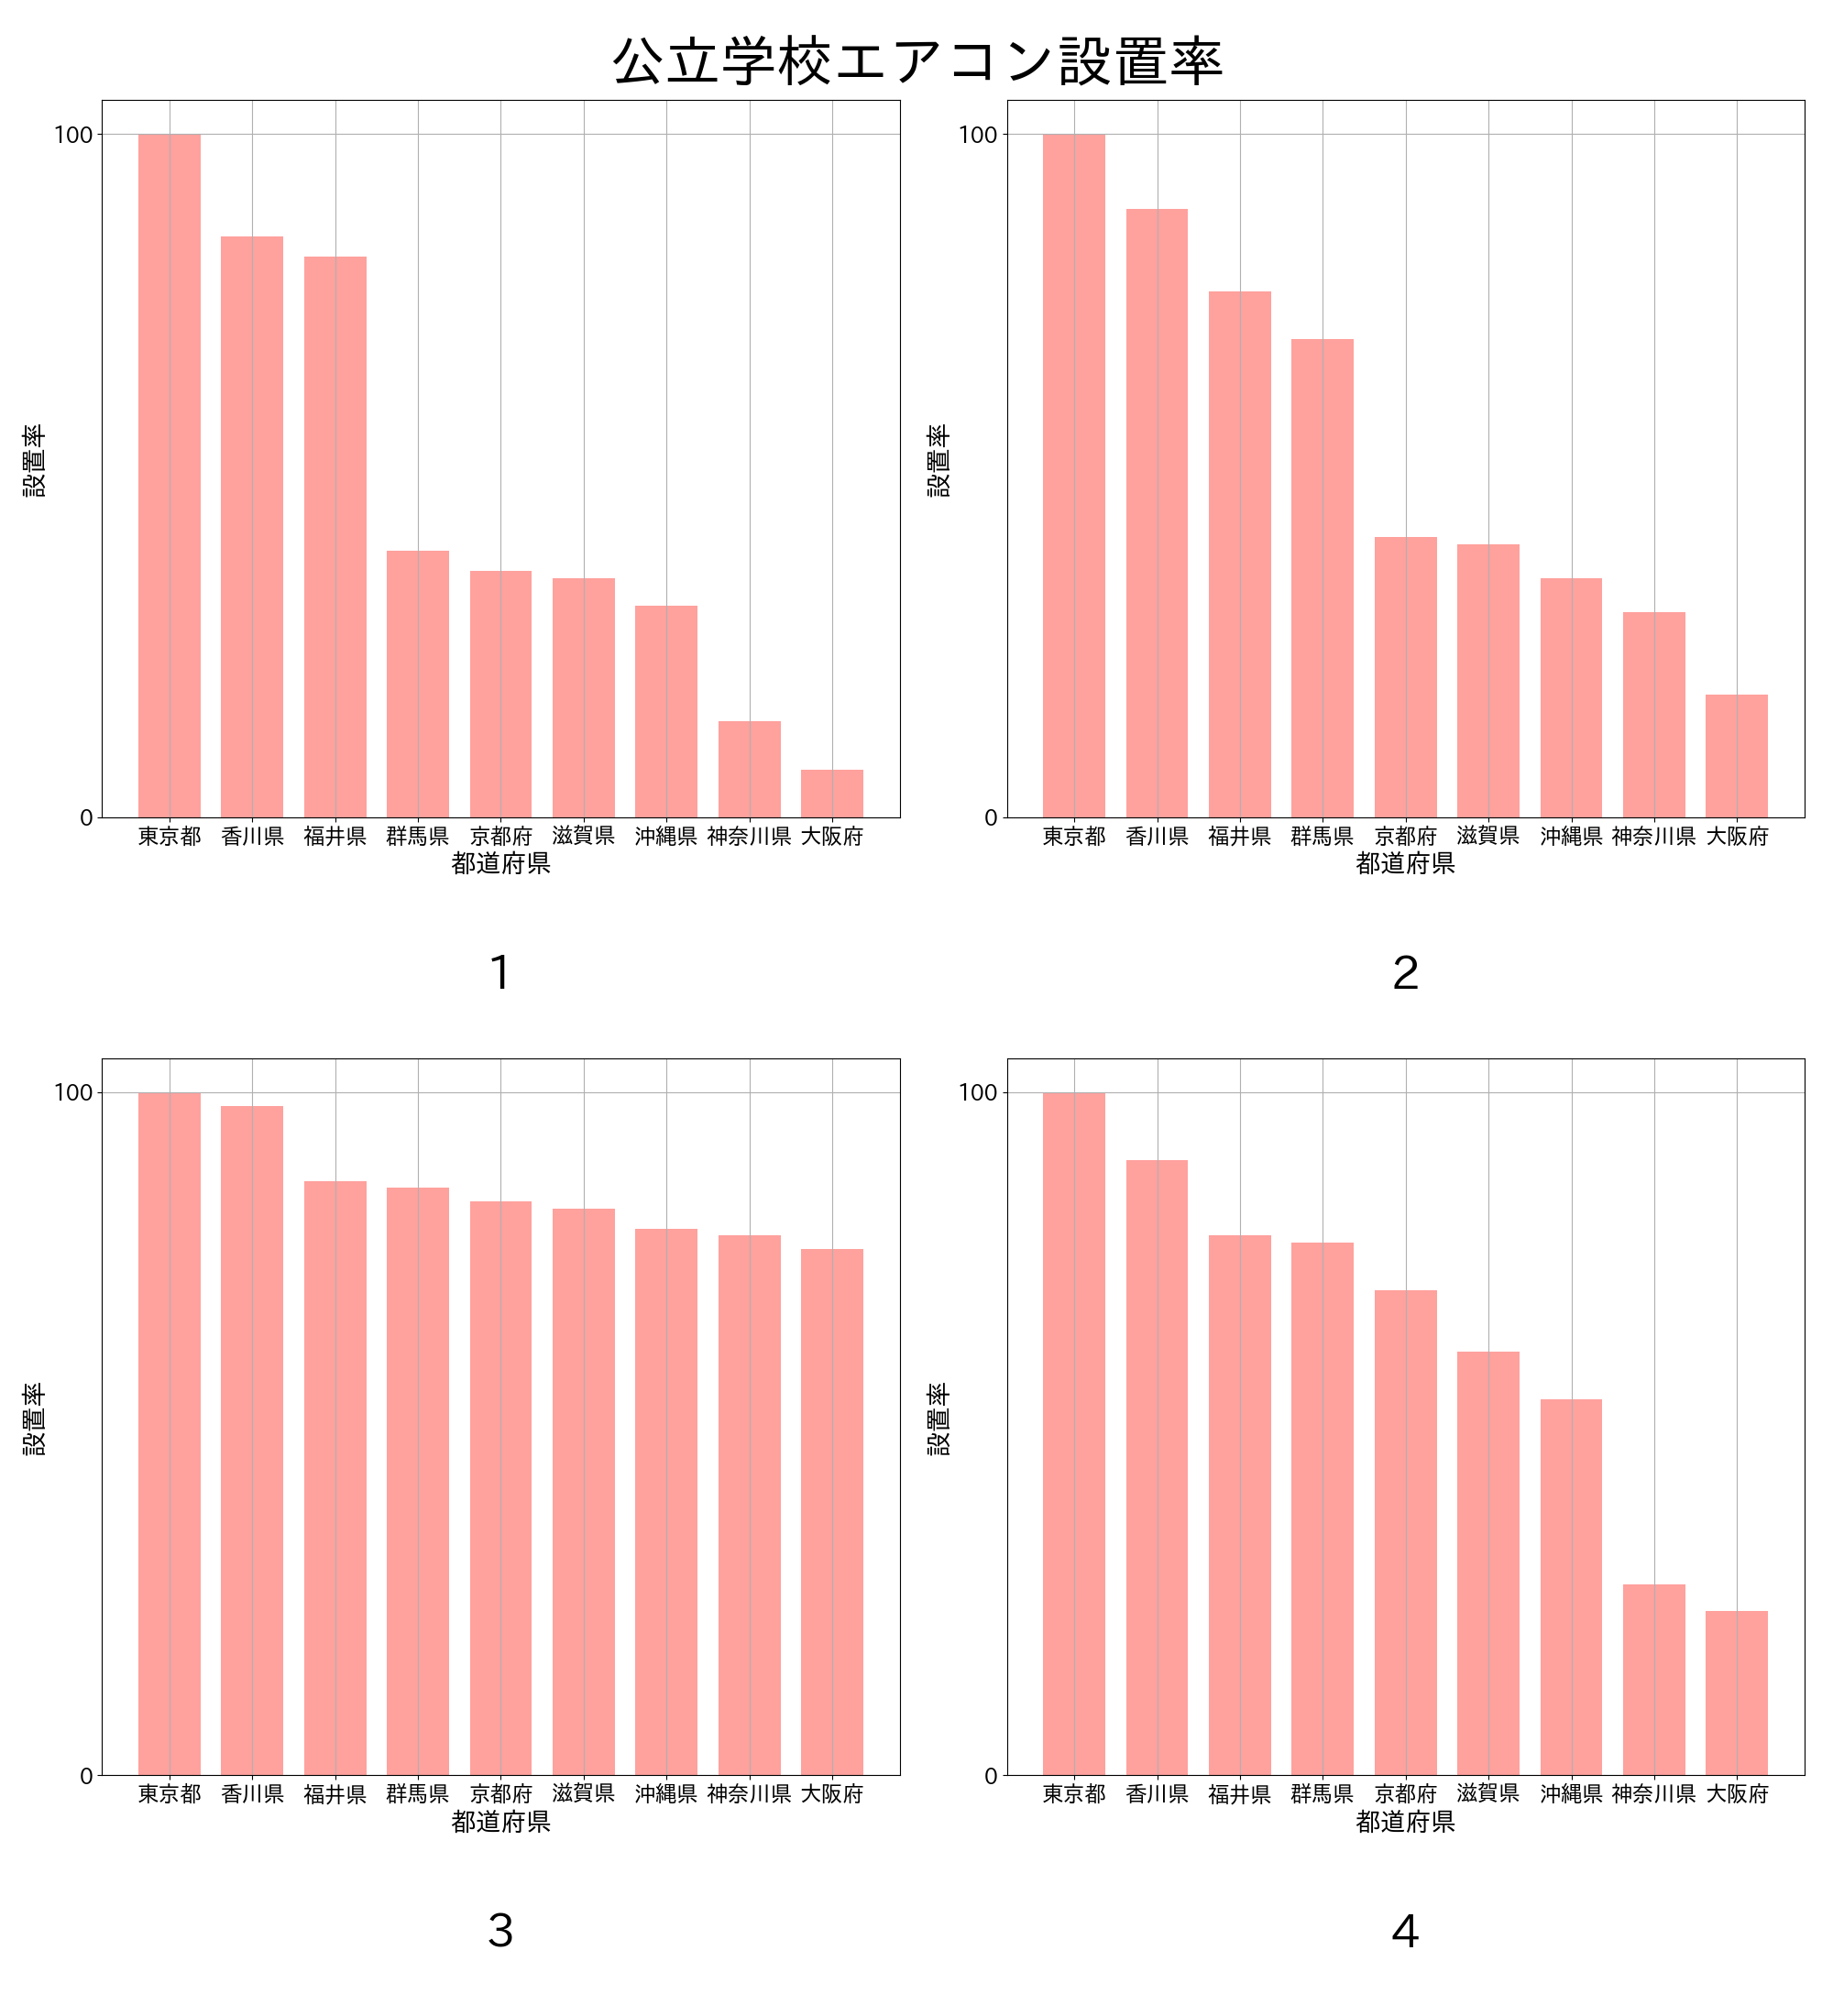 公立学校エアコン設置率
100
0
設置率
東京都 香川県 福井県 群馬県 京都府 滋賀県 沖縄県 神奈川県 大阪府
都道府県
1
100
0
設置率
東京都 香川県 福井県 群馬県 京都府 滋賀県 沖縄県 神奈川県 大阪府
都道府県
2
100
0
設置率
東京都 香川県 福井県 群馬県 京都府 滋賀県 沖縄県 神奈川県 大阪府
都道府県
3
100
0
設置率
東京都 香川県 福井県 群馬県 京都府 滋賀県 沖縄県 神奈川県 大阪府
都道府県
4